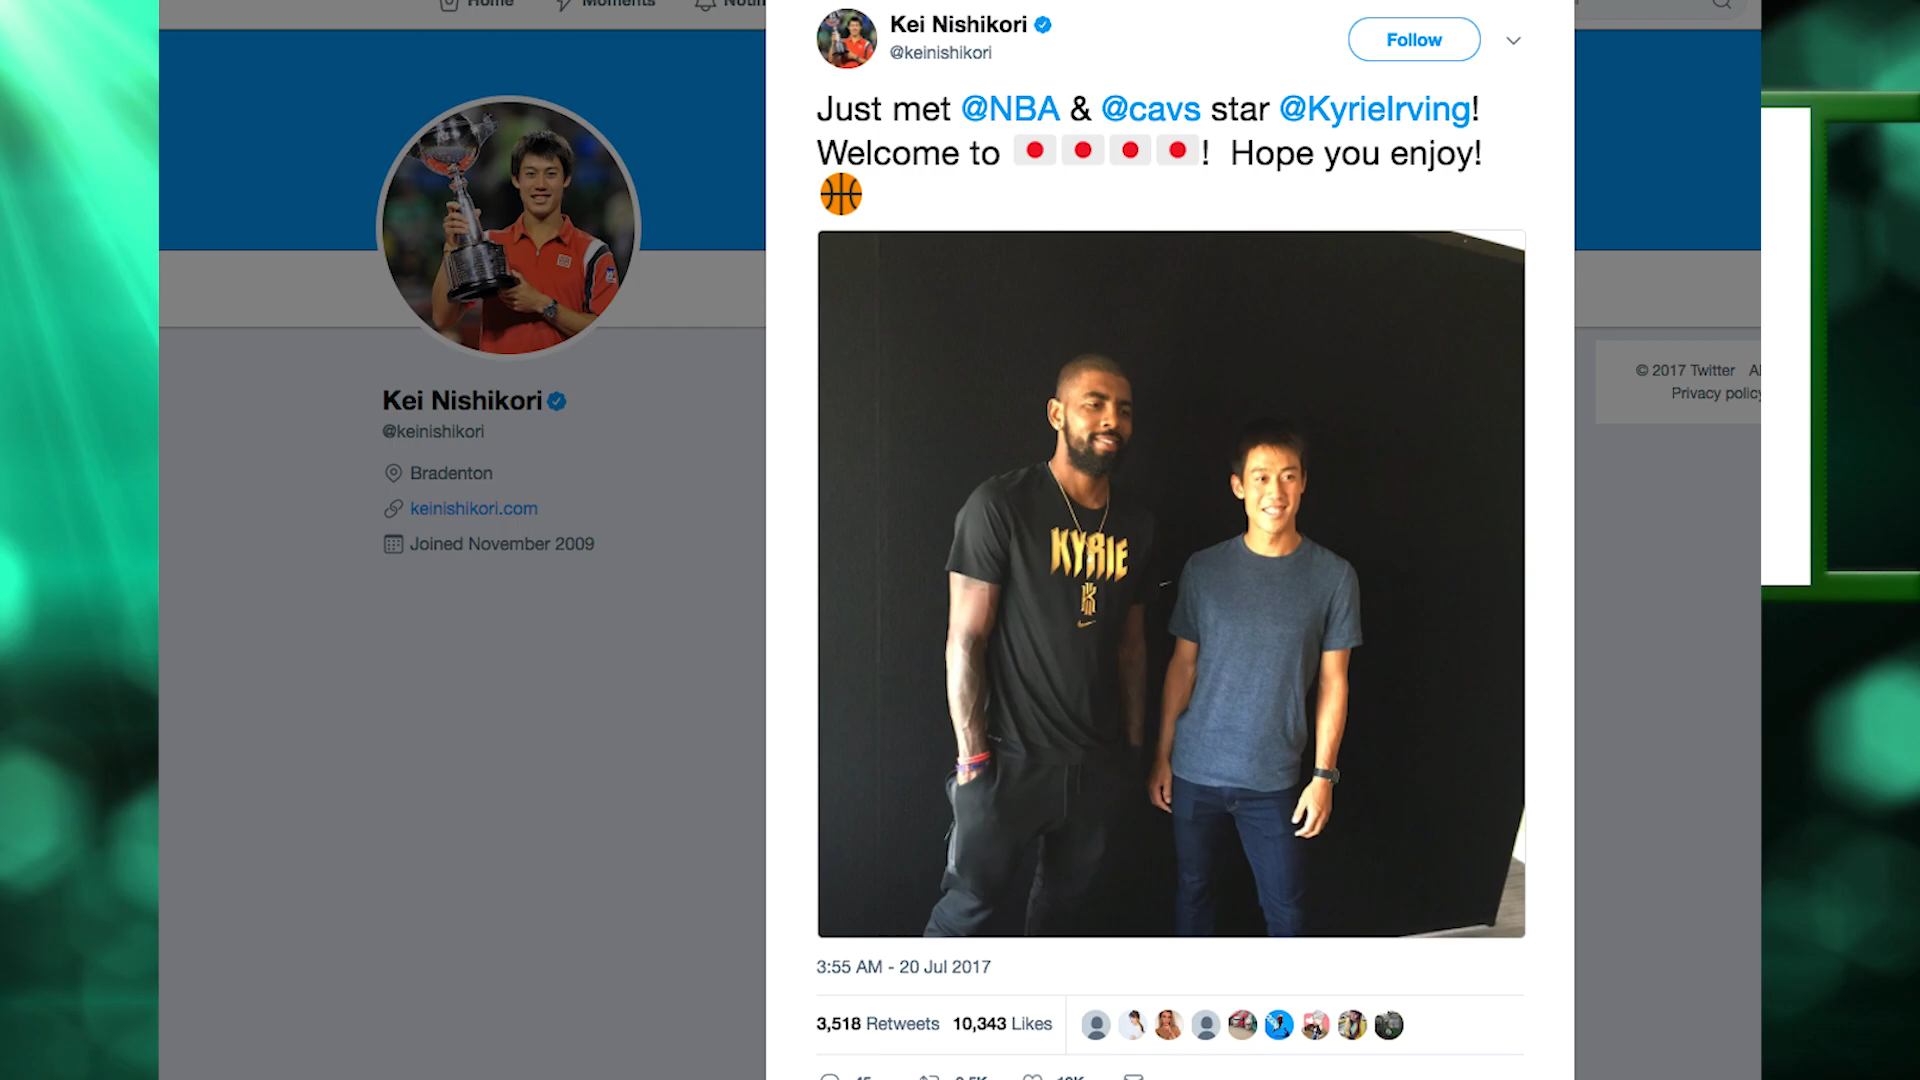 Home Moments
Kei Nishikori
@keinishikori
Follow
Just met @NBA & @cavs star @KyrieIrving!
Welcome to 🇯🇵🇯🇵🇯🇵🇯🇵! Hope you enjoy!
🏀
KYRIE
Kei Nishikori
@keinishikori
Bradenton
keinishikori.com
Joined November 2009
© 2017 Twitter
Privacy policy
3:55 AM - 20 Jul 2017
3,518 Retweets 10,343 Likes